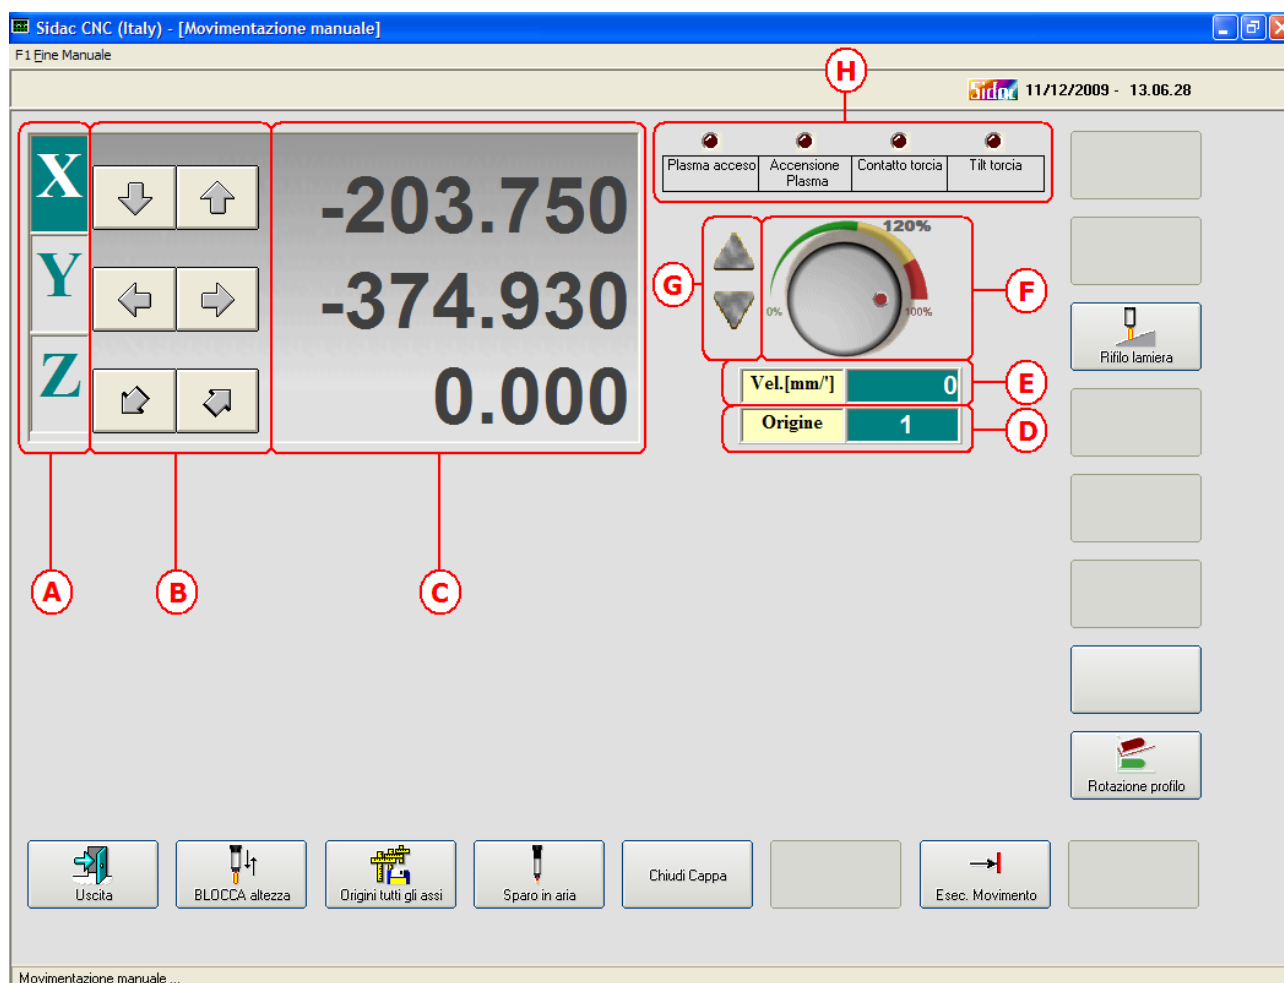 Sidac CNC (Italy) - [Movimentazione manuale]
F1 Fine Manuale
H
Sidac 11/12/2009 - 13.06.28
X
-203.750
Y
-374.930
Z
0.000
Plasma acceso
Accensione
Plasma
Contatto torcia
Tilt torcia
120%
0%
100%
G
F
Vel.[mm/'] 0
E
Origine 1
D
A
B
C
Rifilo lamiera
Rotazione profilo
Uscita
BLOCCA altezza
Origini tutti gli assi
Sparo in aria
Chiudi Cappa
Esec. Movimento
Movimentazione manuale ...